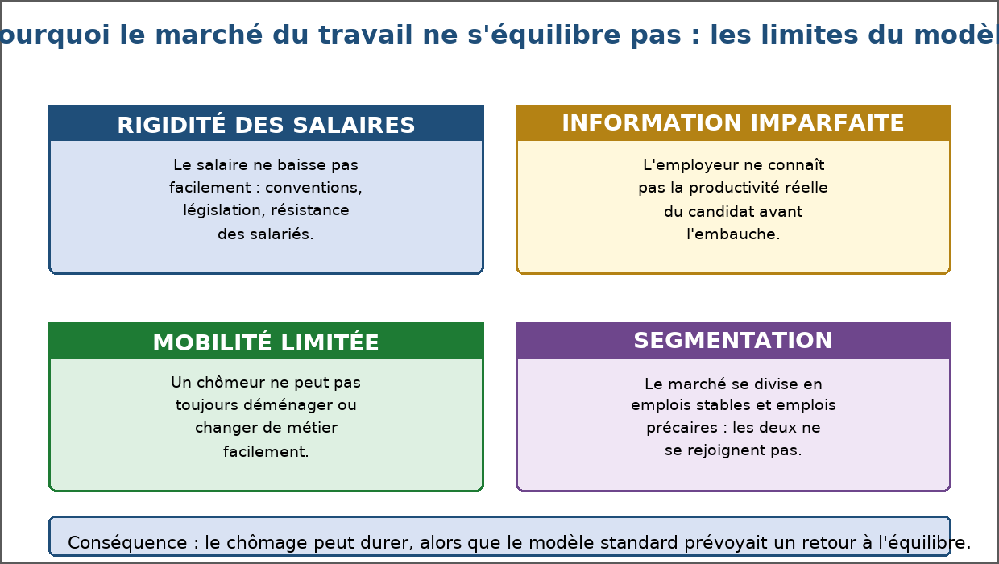 ourquoi le marché du travail ne s'équilibre pas : les limites du modèl
RIGIDITÉ DES SALAIRES
Le salaire ne baisse pas
facilement : conventions,
législation, résistance
des salariés.
INFORMATION IMPARFAITE
L'employeur ne connaît
pas la productivité réelle
du candidat avant
l'embauche.
MOBILITÉ LIMITÉE
Un chômeur ne peut pas
toujours déménager ou
changer de métier
facilement.
SEGMENTATION
Le marché se divise en
emplois stables et emplois
précaires : les deux ne
se rejoignent pas.
Conséquence : le chômage peut durer, alors que le modèle standard prévoyait un retour à l'équilibre.